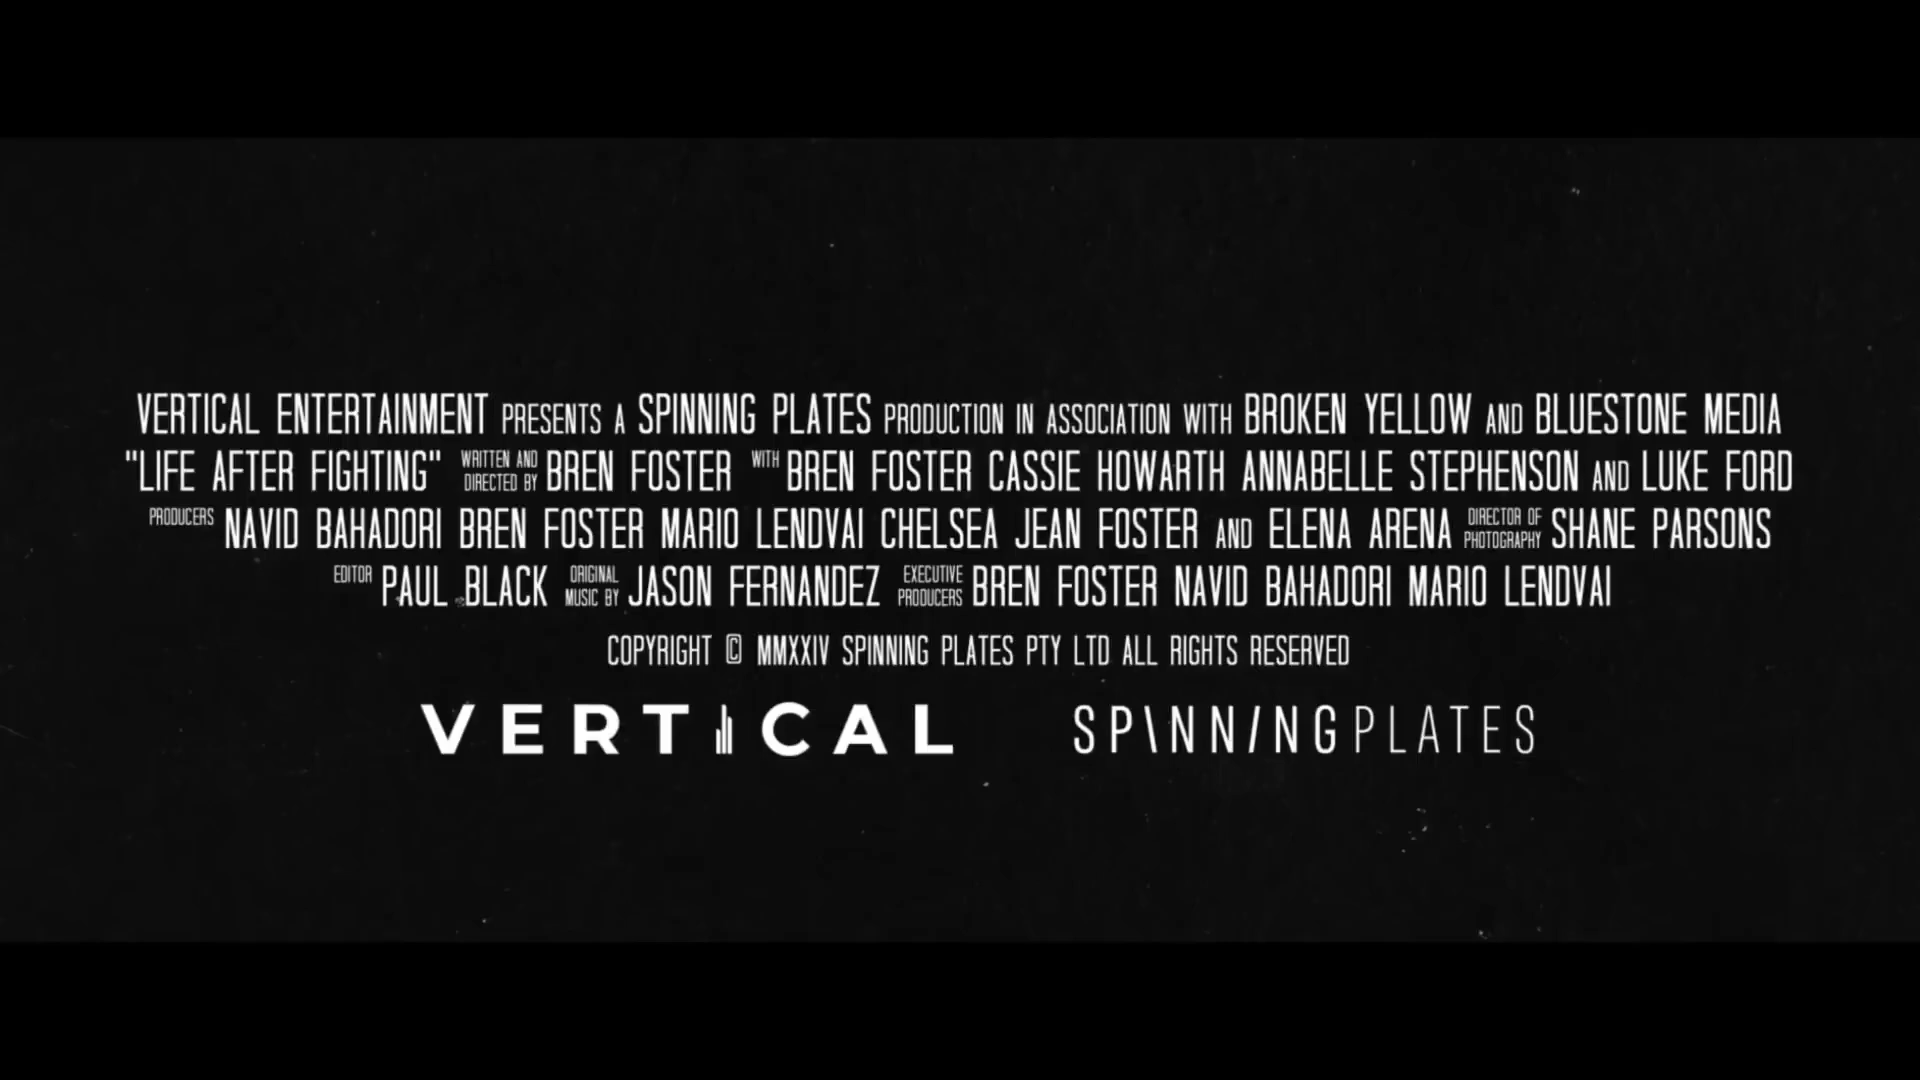 VERTICAL ENTERTAINMENT PRESENTS A SPINNING PLATES PRODUCTION IN ASSOCIATION WITH BROKEN YELLOW AND BLUESTONE MEDIA
"LIFE AFTER FIGHTING" WRITTEN AND DIRECTED BY BREN FOSTER WITH BREN FOSTER CASSIE HOWARTH ANNABELLE STEPHENSON AND LUKE FORD
PRODUCERS NAVID BAHADORI BREN FOSTER MARIO LENDVAI CHELSEA JEAN FOSTER AND ELENA ARENA DIRECTOR OF PHOTOGRAPHY SHANE PARSONS
EDITOR PAUL BLACK ORIGINAL MUSIC BY JASON FERNANDEZ EXECUTIVE PRODUCERS BREN FOSTER NAVID BAHADORI MARIO LENDVAI
COPYRIGHT © MMXXIV SPINNING PLATES PTY LTD ALL RIGHTS RESERVED
VERTICAL SPINNINGPLATES